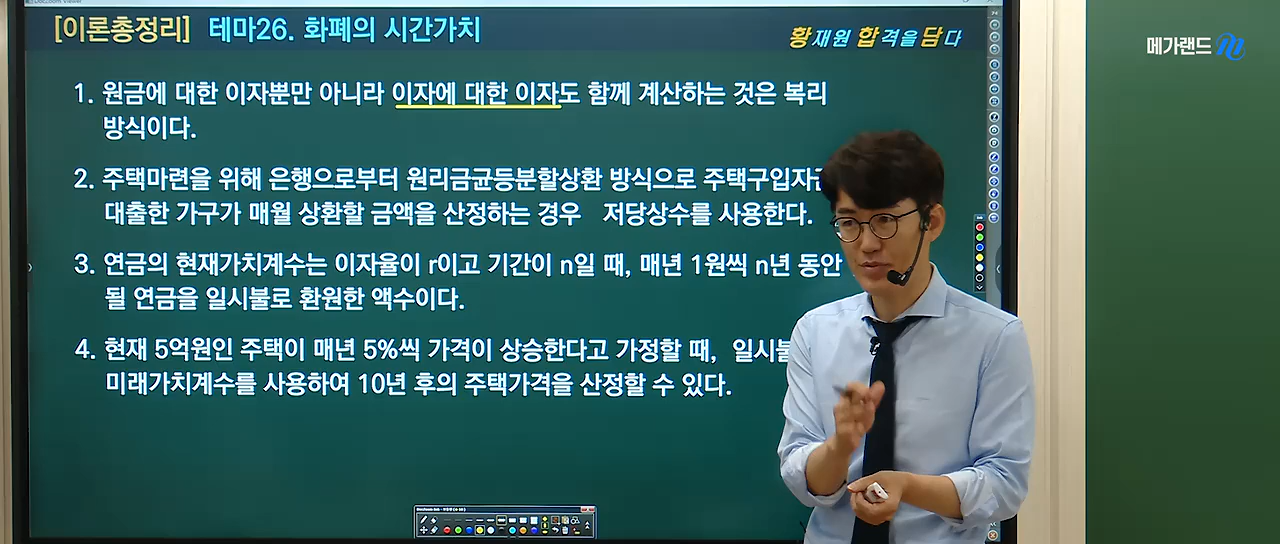 [이론총정리] 테마26. 화폐의 시간가치
황재원 합격을담다
메가랜드
1. 원금에 대한 이자뿐만 아니라 이자에 대한 이자도 함께 계산하는 것은 복리
방식이다.
2. 주택마련을 위해 은행으로부터 원리금균등분할상환 방식으로 주택구입자
대출한 가구가 매월 상환할 금액을 산정하는 경우 저당상수를 사용한다.
3. 연금의 현재가치계수는 이자율이 r이고 기간이 n일 때, 매년 1원씩 n년 동안
될 연금을 일시불로 환원한 액수이다.
4. 현재 5억원인 주택이 매년 5%씩 가격이 상승한다고 가정할 때, 일시불
미래가치계수를 사용하여 10년 후의 주택가격을 산정할 수 있다.